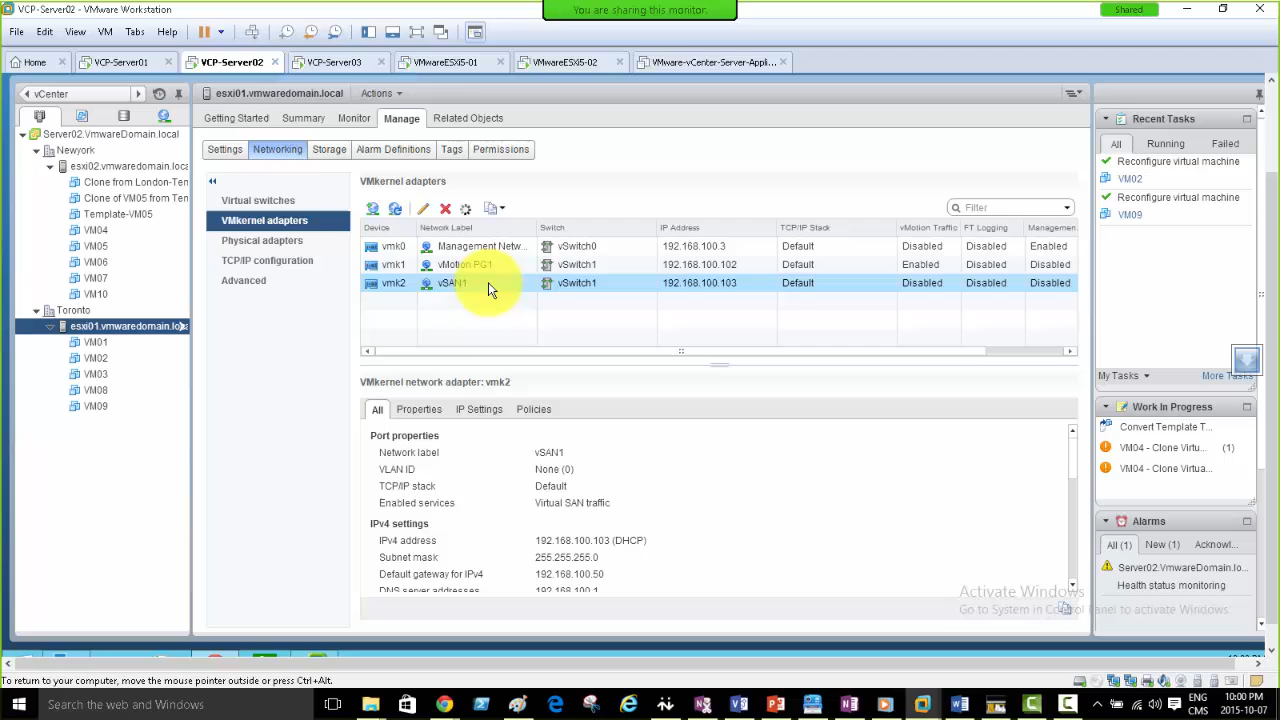 VCP-Server02 - VMware Workstation
You are sharing this monitor.
Shared
File Edit View VM Tabs Help
Home VCP-Server01 VCP-Server02 VCP-Server03 VMwareESXi5-01 VMwareESXi5-02 VMware-vCenter-Server-Appli...
vCenter
Server02.VmwareDomain.local
Newyork
esxi02.vmwaredomain.loca
Clone from London-Ten
Clone of VM05 from Ten
Template-VM05
VM04
VM05
VM06
VM07
VM10
Toronto
esxi01.vmwaredomain.lo
VM01
VM02
VM03
VM08
VM09
esxi01.vmwaredomain.local Actions
Getting Started Summary Monitor Manage Related Objects
Settings Networking Storage Alarm Definitions Tags Permissions
Virtual switches
VMkernel adapters
Physical adapters
TCP/IP configuration
Advanced
VMkernel adapters
Filter
Device Network Label Switch IP Address TCP/IP Stack vMotion Traffic FT Logging Managemen
vmk0 Management Netw... vSwitch0 192.168.100.3 Default Disabled Disabled Enabled
vmk1 vMotion PG1 vSwitch1 192.168.100.102 Default Enabled Disabled Disabled
vmk2 vSAN1 vSwitch1 192.168.100.103 Default Disabled Disabled Disabled
VMkernel network adapter: vmk2
All Properties IP Settings Policies
Port properties
Network label vSAN1
VLAN ID None (0)
TCP/IP stack Default
Enabled services Virtual SAN traffic
IPv4 settings
IPv4 address 192.168.100.103 (DHCP)
Subnet mask 255.255.255.0
Default gateway for IPv4 192.168.100.50
DNS server addresses 192.168.100.1
Recent Tasks
All Running Failed
Reconfigure virtual machine
VM02
Reconfigure virtual machine
VM09
My Tasks More Tasks
Work In Progress
Convert Template T...
VM04 - Clone Virtu... (1)
VM04 - Clone Virtua...
Alarms
All (1) New (1) Acknowl...
Server02.VmwareDomain.lo...
Health status monitoring
Activate Windows
Go to System in Control Panel to activate Windows.
To return to your computer, move the mouse pointer outside or press Ctrl+Alt.
Search the web and Windows
ENG 10:00 PM
CMS 2015-10-07